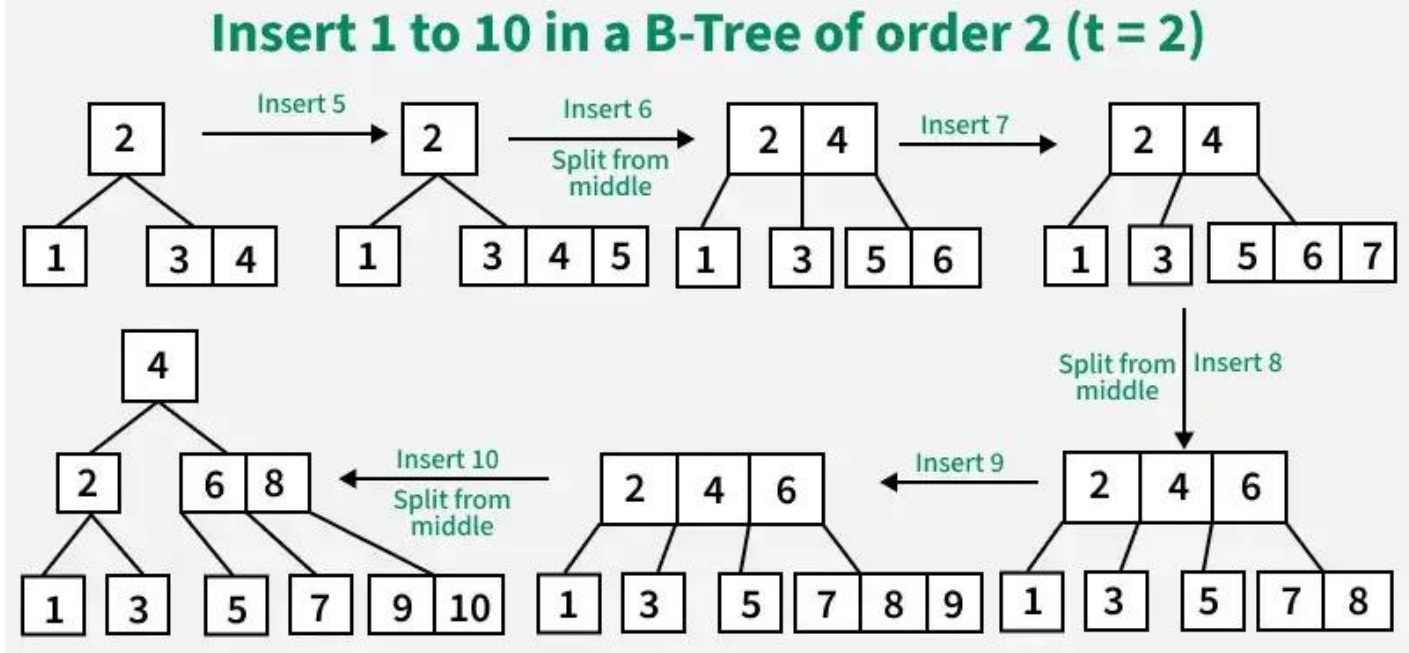 Insert 1 to 10 in a B-Tree of order 2 (t = 2)
2
1
3 4
Insert 5
2
1
3 4 5
Insert 6
Split from
middle
2 4
1
3
5 6
Insert 7
2 4
1
3
5 6 7
Split from
middle
Insert 8
2 4 6
1
3
5
7 8
Insert 9
2 4 6
1
3
5
7 8 9
Insert 10
Split from
middle
4
2
6 8
1
3
5
7
9 10